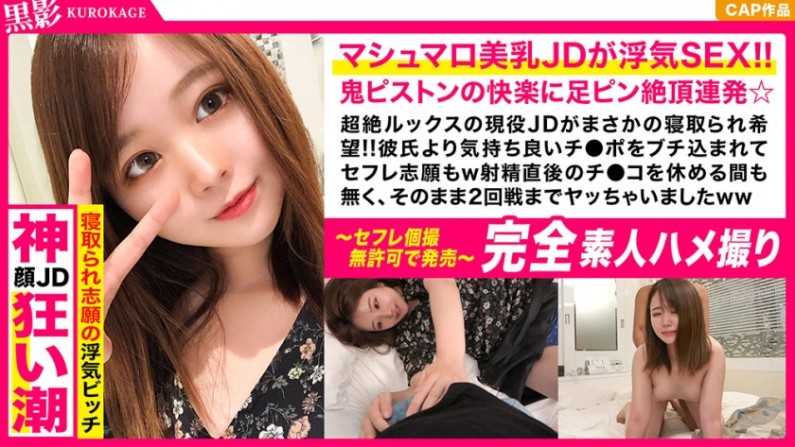 黒影
KUROKAGE
CAP作品
マシュマロ美乳JDが浮気SEX!!
鬼ピストンの快楽に足ピン絶頂連発☆
超絶ルックスの現役JDがまさかの寝取られ希
望!!彼氏より気持ち良いチ●ポをブチ込まれて
セフレ志願もw射精直後のチ●コを休める間も
無く、そのまま2回戦までヤッちゃいましたww
〜セフレ個撮
無許可で発売〜
完全素人ハメ撮り
寝取られ志願の浮気ビッチ
神顔JD狂い潮